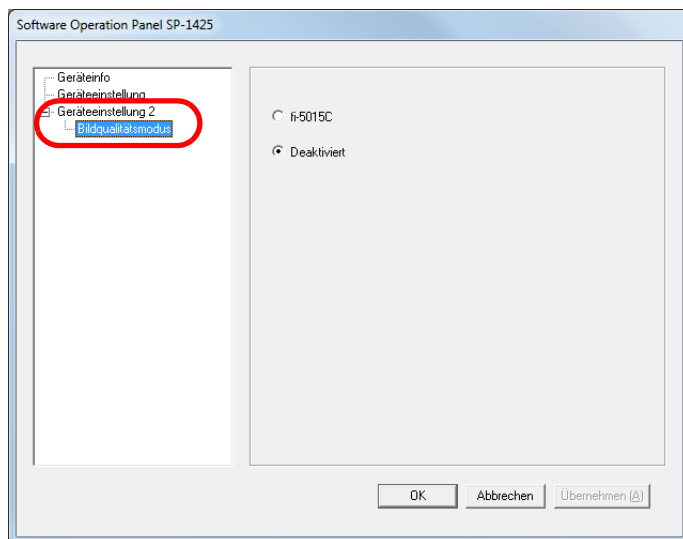 Software Operation Panel SP-1425
Geräteinfo
Geräteeinstellung
Geräteeinstellung 2
Bildqualitätsmodus
fi-5015C
Deaktiviert
OK
Abbrechen
Übernehmen (A)